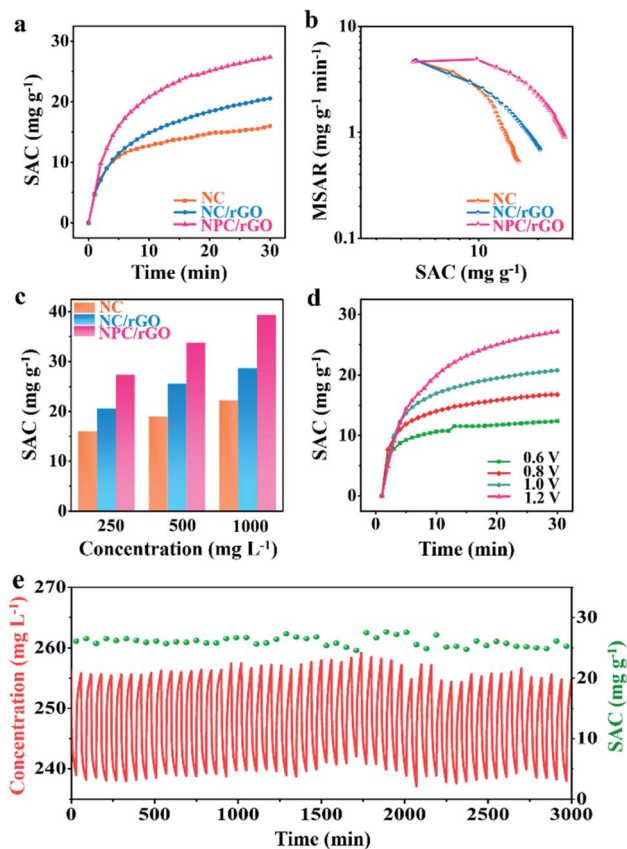 a
SAC (mg g⁻¹)
30
20
10
0
0 10 20 30
Time (min)
NC
NC/rGO
NPC/rGO
b
MSAR (mg g⁻¹ min⁻¹)
10
1
0.1
10
SAC (mg g⁻¹)
NC
NC/rGO
NPC/rGO
c
SAC (mg g⁻¹)
40
30
20
10
0
250 500 1000
Concentration (mg L⁻¹)
NC
NC/rGO
NPC/rGO
d
SAC (mg g⁻¹)
30
20
10
0
0 10 20 30
Time (min)
0.6 V
0.8 V
1.0 V
1.2 V
e
Concentration (mg L⁻¹)
270
260
250
240
0 500 1000 1500 2000 2500 3000
Time (min)
30
20
10
0
SAC (mg g⁻¹)